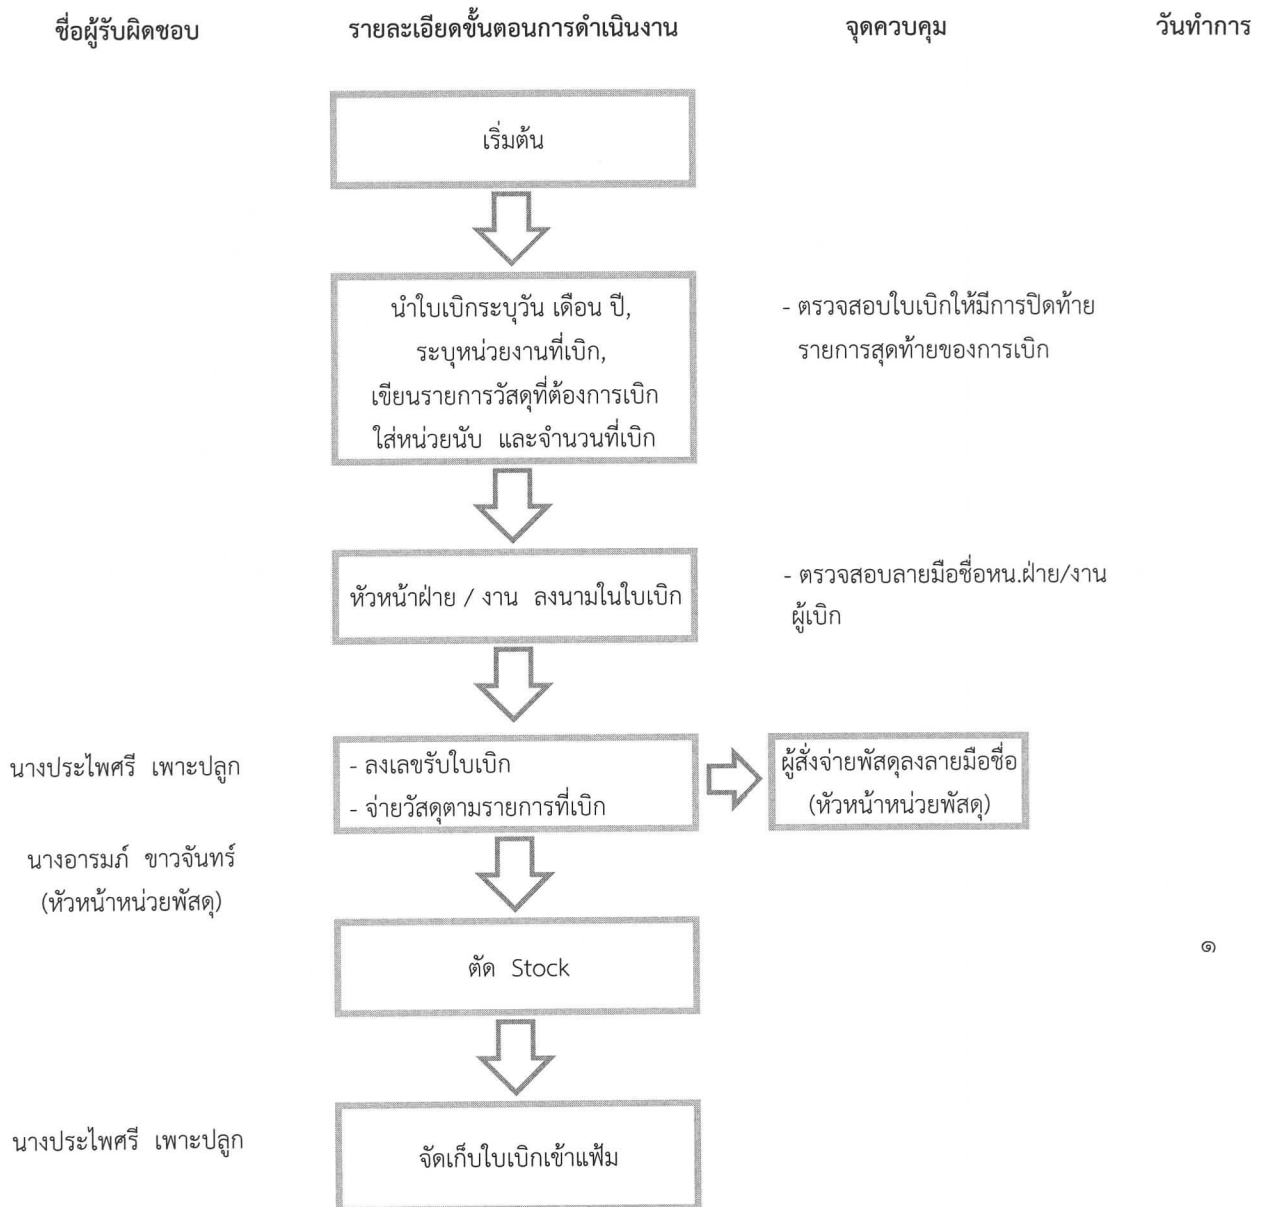 ชื่อผู้รับผิดชอบ
รายละเอียดขั้นตอนการดำเนินงาน
จุดควบคุม
วันทำการ
เริ่มต้น
นำใบเบิกระบุวัน เดือน ปี,
ระบุหน่วยงานที่เบิก,
เขียนรายการวัสดุที่ต้องการเบิก
ใส่หน่วยนับ และจำนวนที่เบิก
- ตรวจสอบใบเบิกให้มีการปิดท้าย
รายการสุดท้ายของการเบิก
หัวหน้าฝ่าย / งาน ลงนามในใบเบิก
- ตรวจสอบลายมือชื่อหน.ฝ่าย/งาน
ผู้เบิก
นางประไพศรี เพาะปลูก
- ลงเลขรับใบเบิก
- จ่ายวัสดุตามรายการที่เบิก
ผู้สั่งจ่ายพัสดุลงลายมือชื่อ
(หัวหน้าหน่วยพัสดุ)
นางอารมภ์ ขาวจันทร์
(หัวหน้าหน่วยพัสดุ)
ตัด Stock
๑
นางประไพศรี เพาะปลูก
จัดเก็บใบเบิกเข้าแฟ้ม